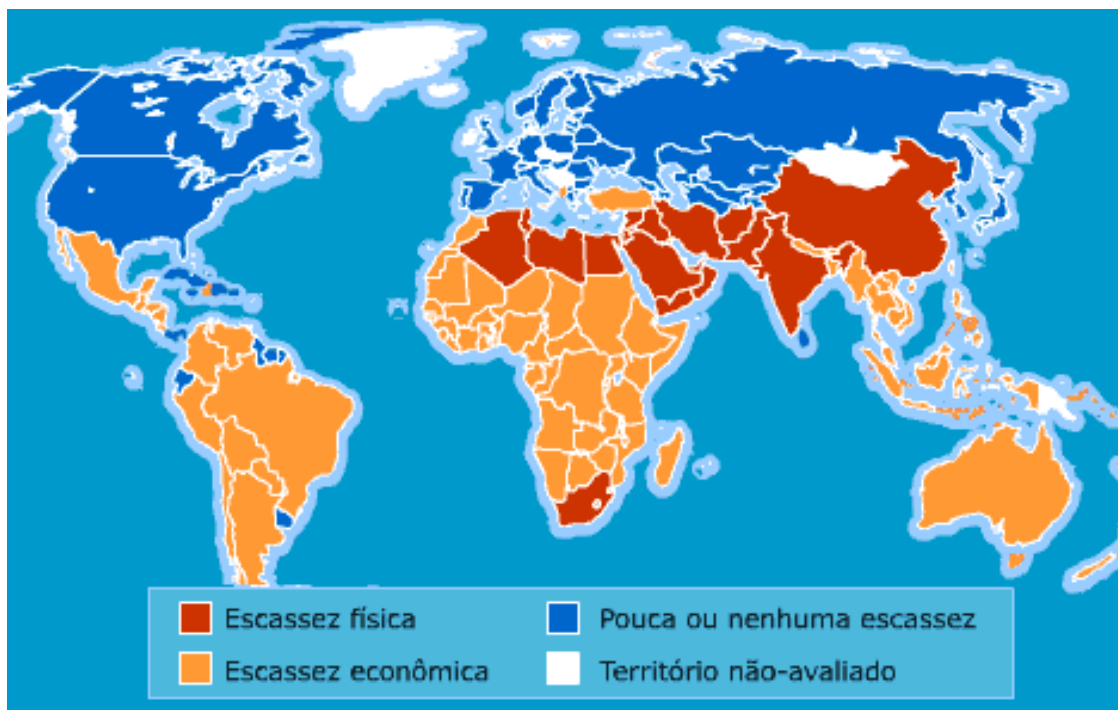 Escassez física
Pouca ou nenhuma escassez
Escassez econômica
Território não-avaliado